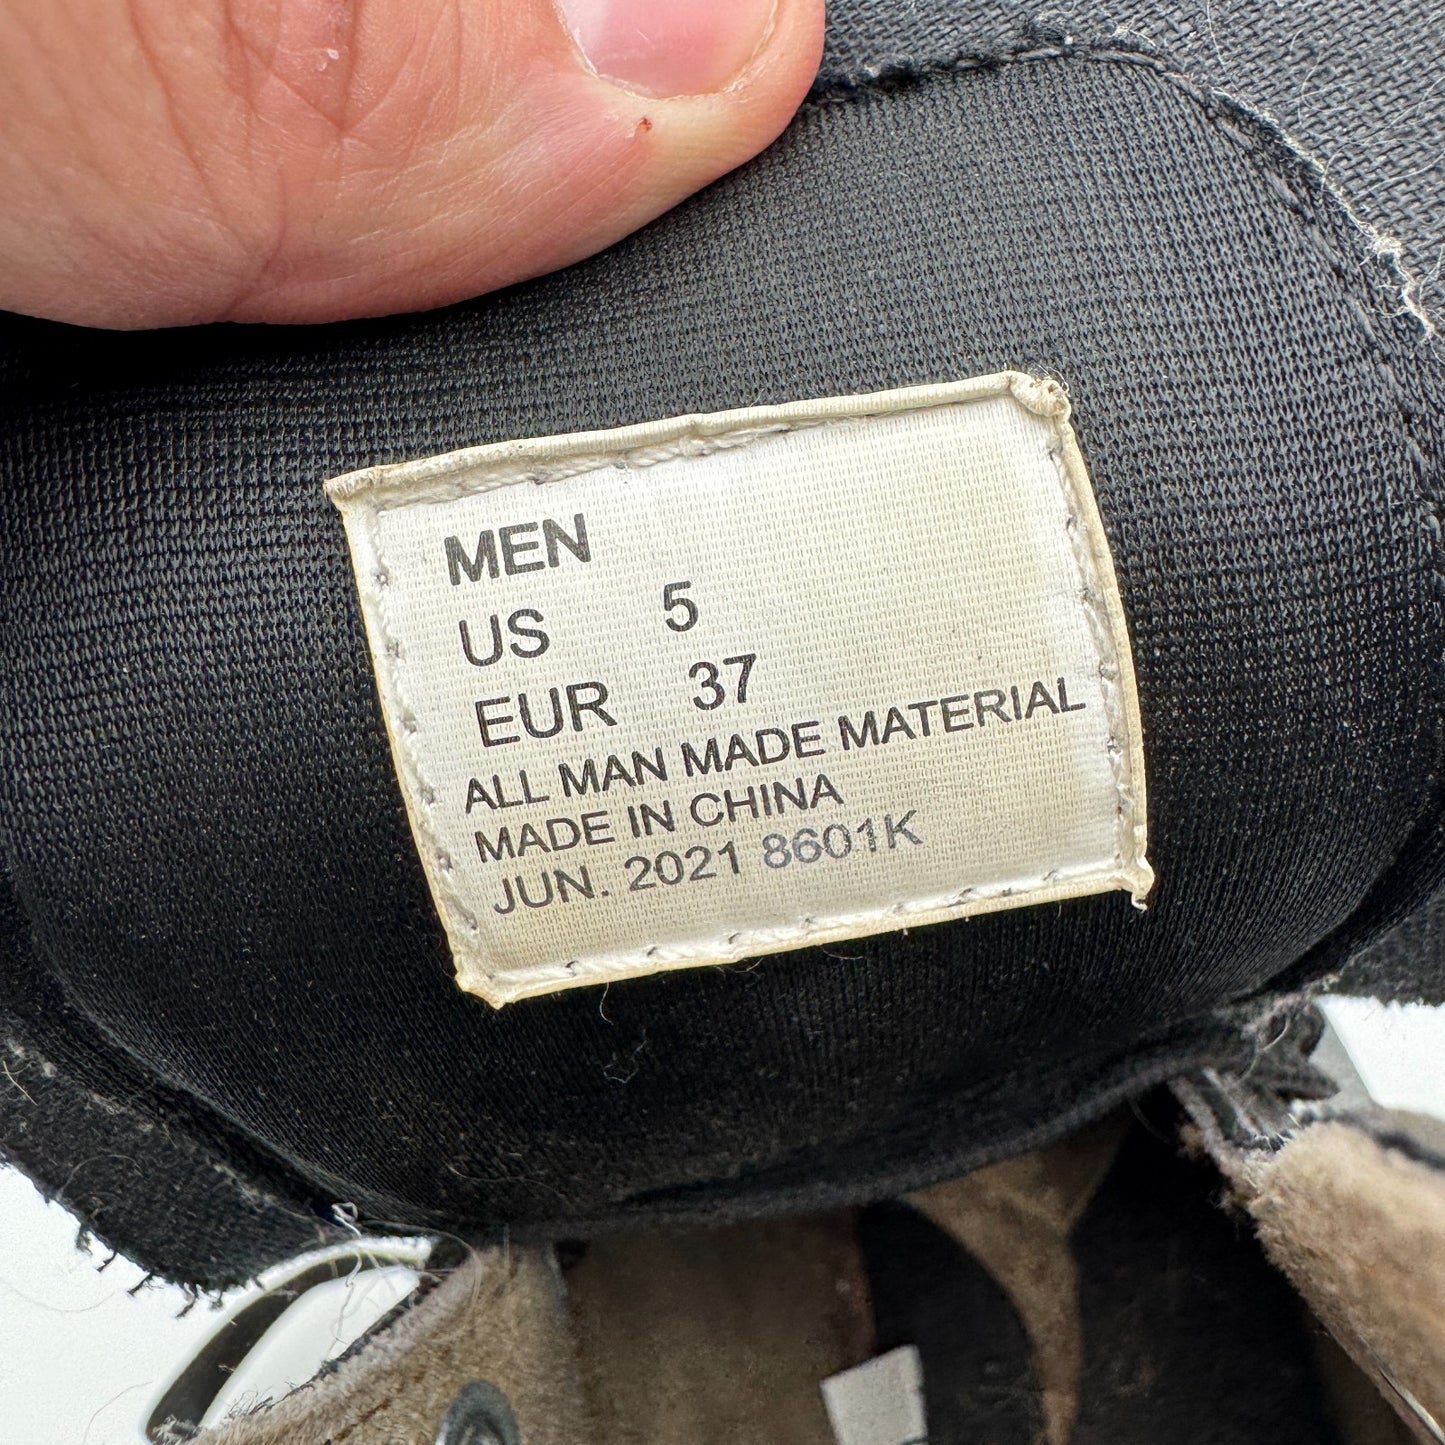 MEN
US 5
EUR 37
ALL MAN MADE MATERIAL
MADE IN CHINA
JUN. 2021 8601K